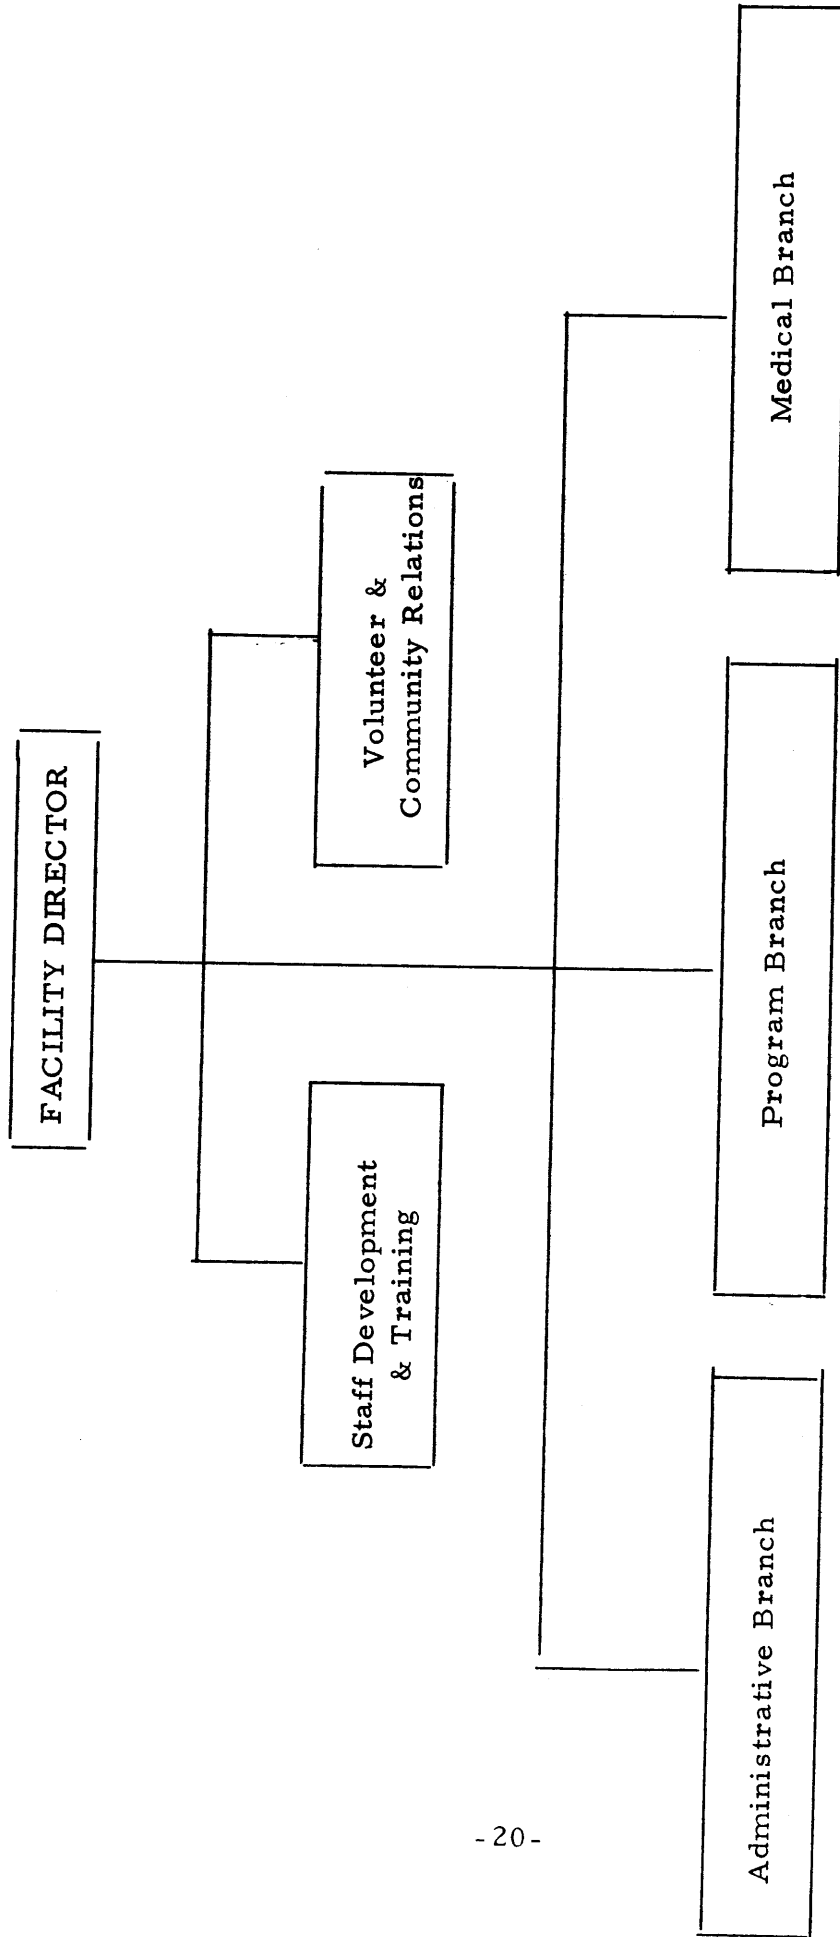 FACILITY DIRECTOR
Staff Development
& Training
Volunteer &
Community Relations
Administrative Branch
Program Branch
Medical Branch
-20-